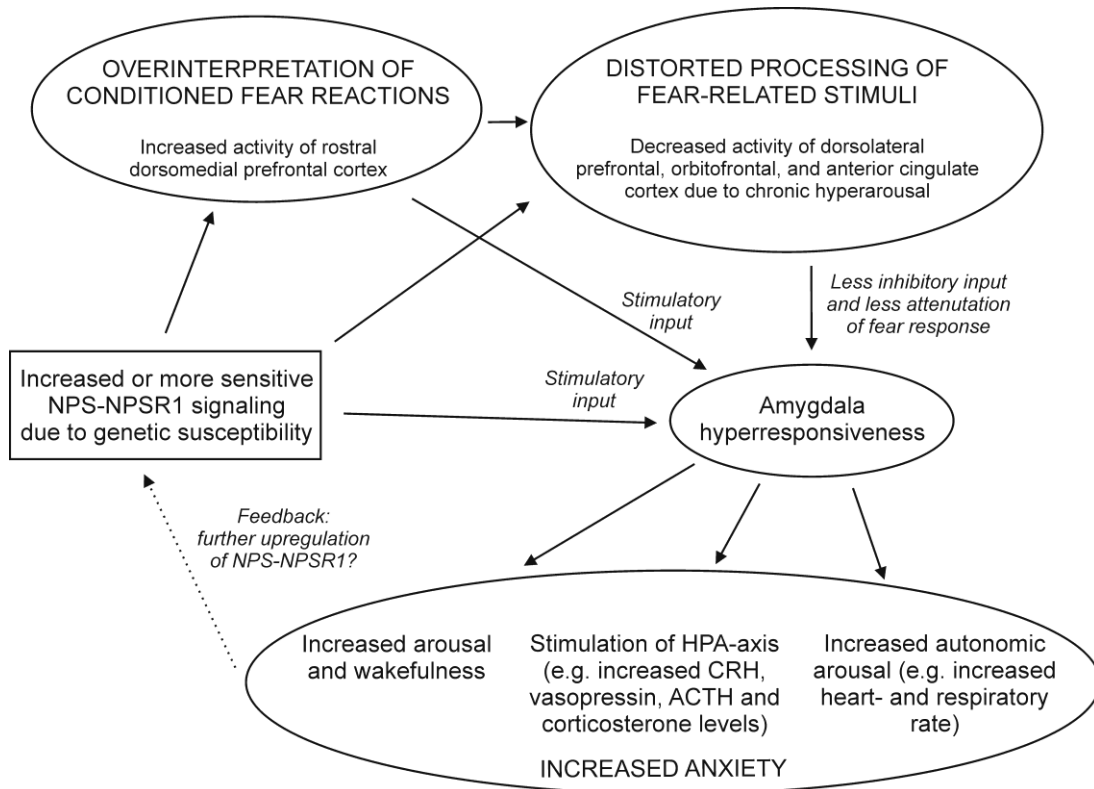 OVERINTERPRETATION OF
CONDITIONED FEAR REACTIONS
Increased activity of rostral
dorsomedial prefrontal cortex
DISTORTED PROCESSING OF
FEAR-RELATED STIMULI
Decreased activity of dorsolateral
prefrontal, orbitofrontal, and anterior cingulate
cortex due to chronic hyperarousal
Stimulatory
input
Less inhibitory input
and less attenutation
of fear response
Increased or more sensitive
NPS-NPSR1 signaling
due to genetic susceptibility
Stimulatory
input
Amygdala
hyperresponsiveness
Feedback:
further upregulation
of NPS-NPSR1?
Increased arousal
and wakefulness
Stimulation of HPA-axis
(e.g. increased CRH,
vasopressin, ACTH and
corticosterone levels)
Increased autonomic
arousal (e.g. increased
heart- and respiratory
rate)
INCREASED ANXIETY